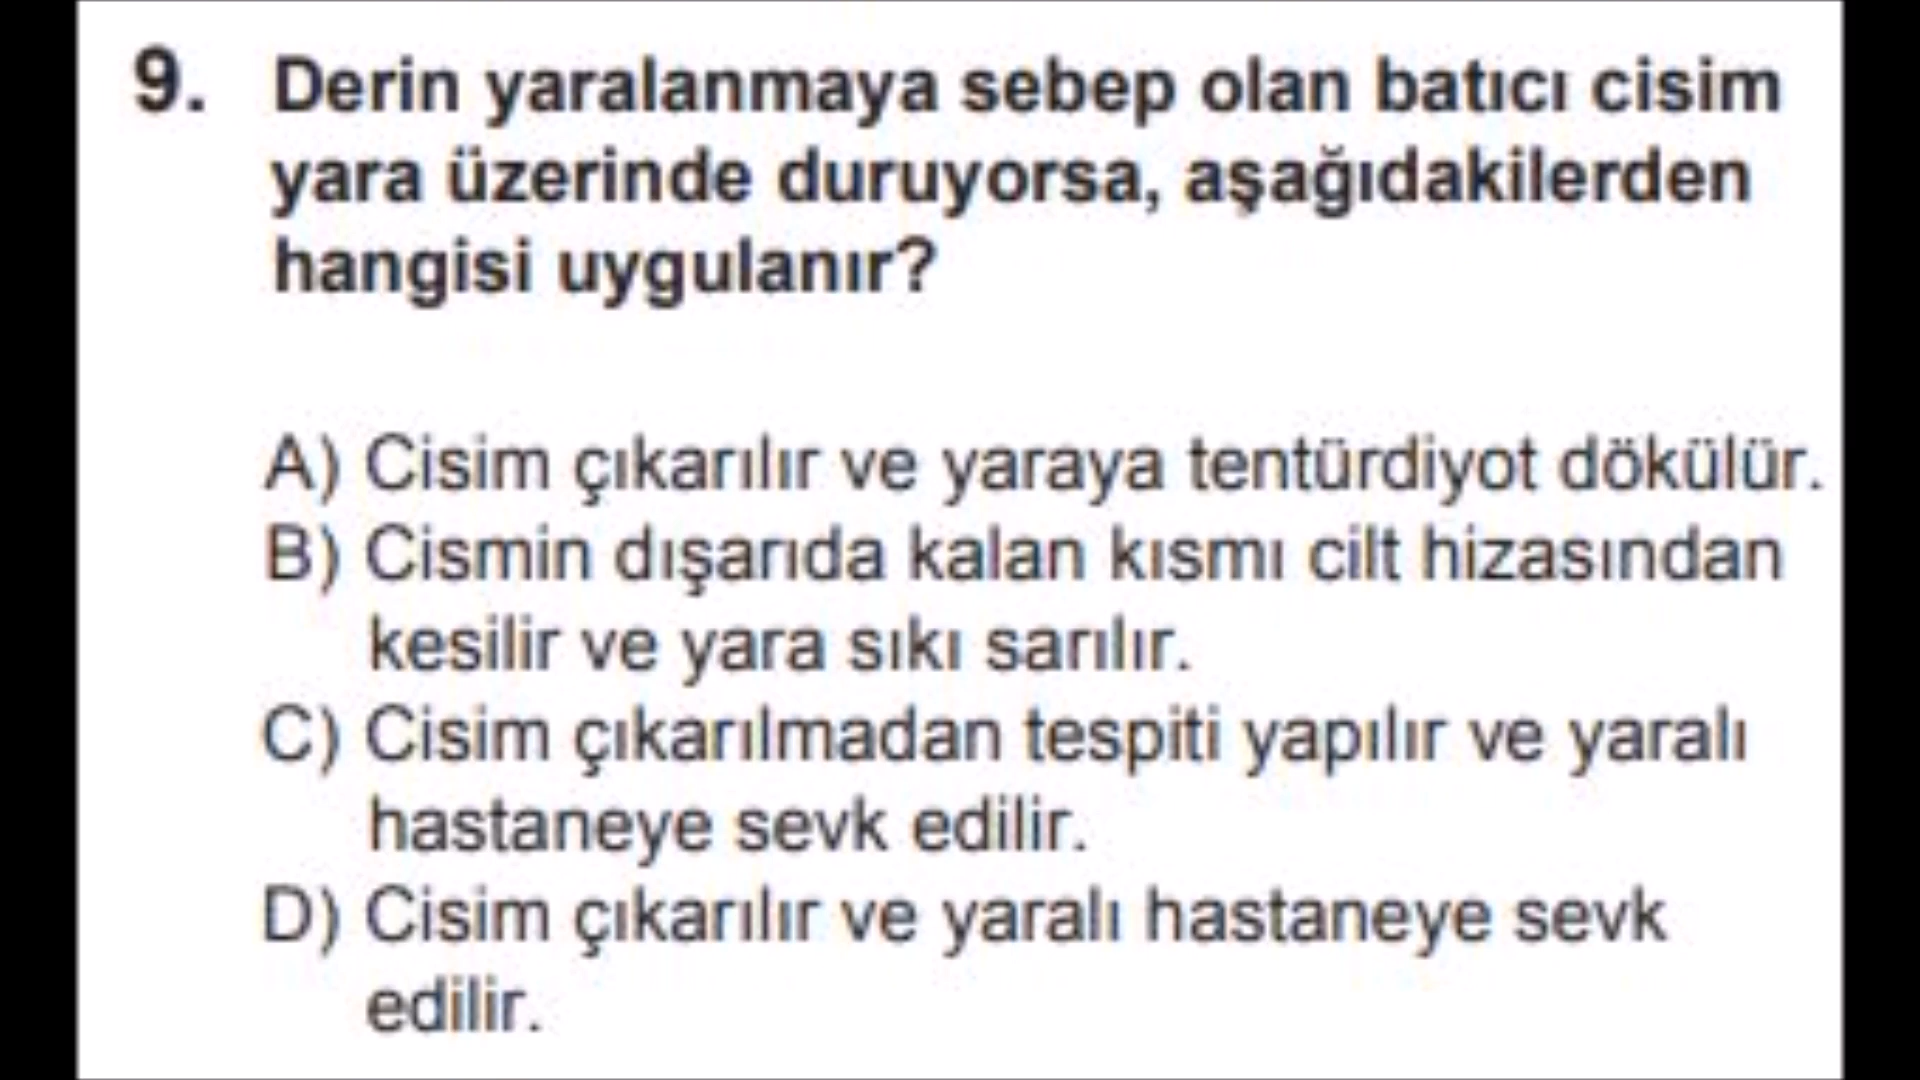 9. Derin yaralanmaya sebep olan batıcı cisim
yara üzerinde duruyorsa, aşağıdakilerden
hangisi uygulanır?
A) Cisim çıkarılır ve yaraya tentürdiyot dökülür.
B) Cismin dışarıda kalan kısmı cilt hizasından
kesilir ve yara sıkı sarılır.
C) Cisim çıkarılmadan tespiti yapılır ve yaralı
hastaneye sevk edilir.
D) Cisim çıkarılır ve yaralı hastaneye sevk
edilir.